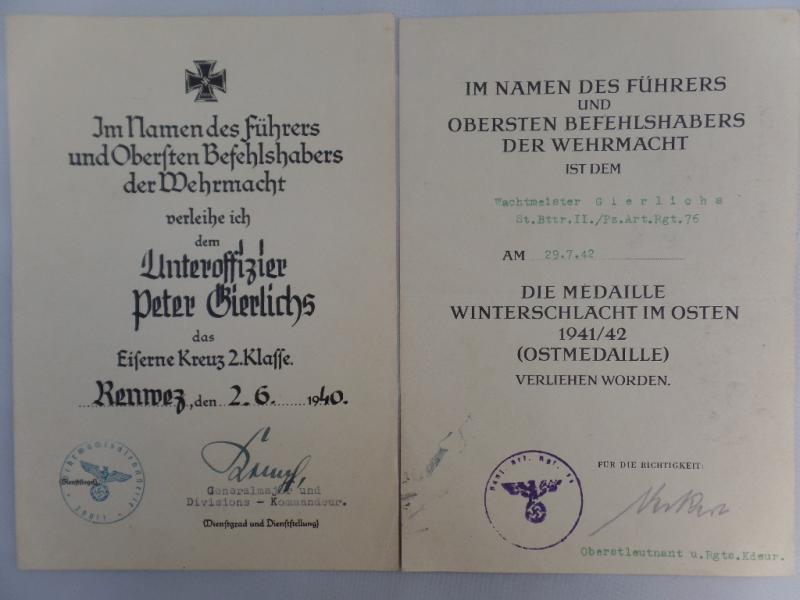 Im Namen des Führers
und Oberſten Befehlshabers
der Wehrmacht
verleihe ich
dem
Unteroffizier
Peter Gierlichs
das
Eiſerne Kreuz 2. Klaſſe.
Renwez, den 2. 6. 1940.
(Dienſtſiegel)
Generalmajor und
Divisions - Kommandeur.
(Dienſtgrad und Dienſtſtellung)
IM NAMEN DES FÜHRERS
UND
OBERSTEN BEFEHLSHABERS
DER WEHRMACHT
IST DEM
Wachtmeister Gierlichs
St.Bttr.II./Pz.Art.Rgt.76
AM 29.7.42
DIE MEDAILLE
WINTERSCHLACHT IM OSTEN
1941/42
(OSTMEDAILLE)
VERLIEHEN WORDEN.
FÜR DIE RICHTIGKEIT:
Oberstleutnant u.Rgts.Kdeur.